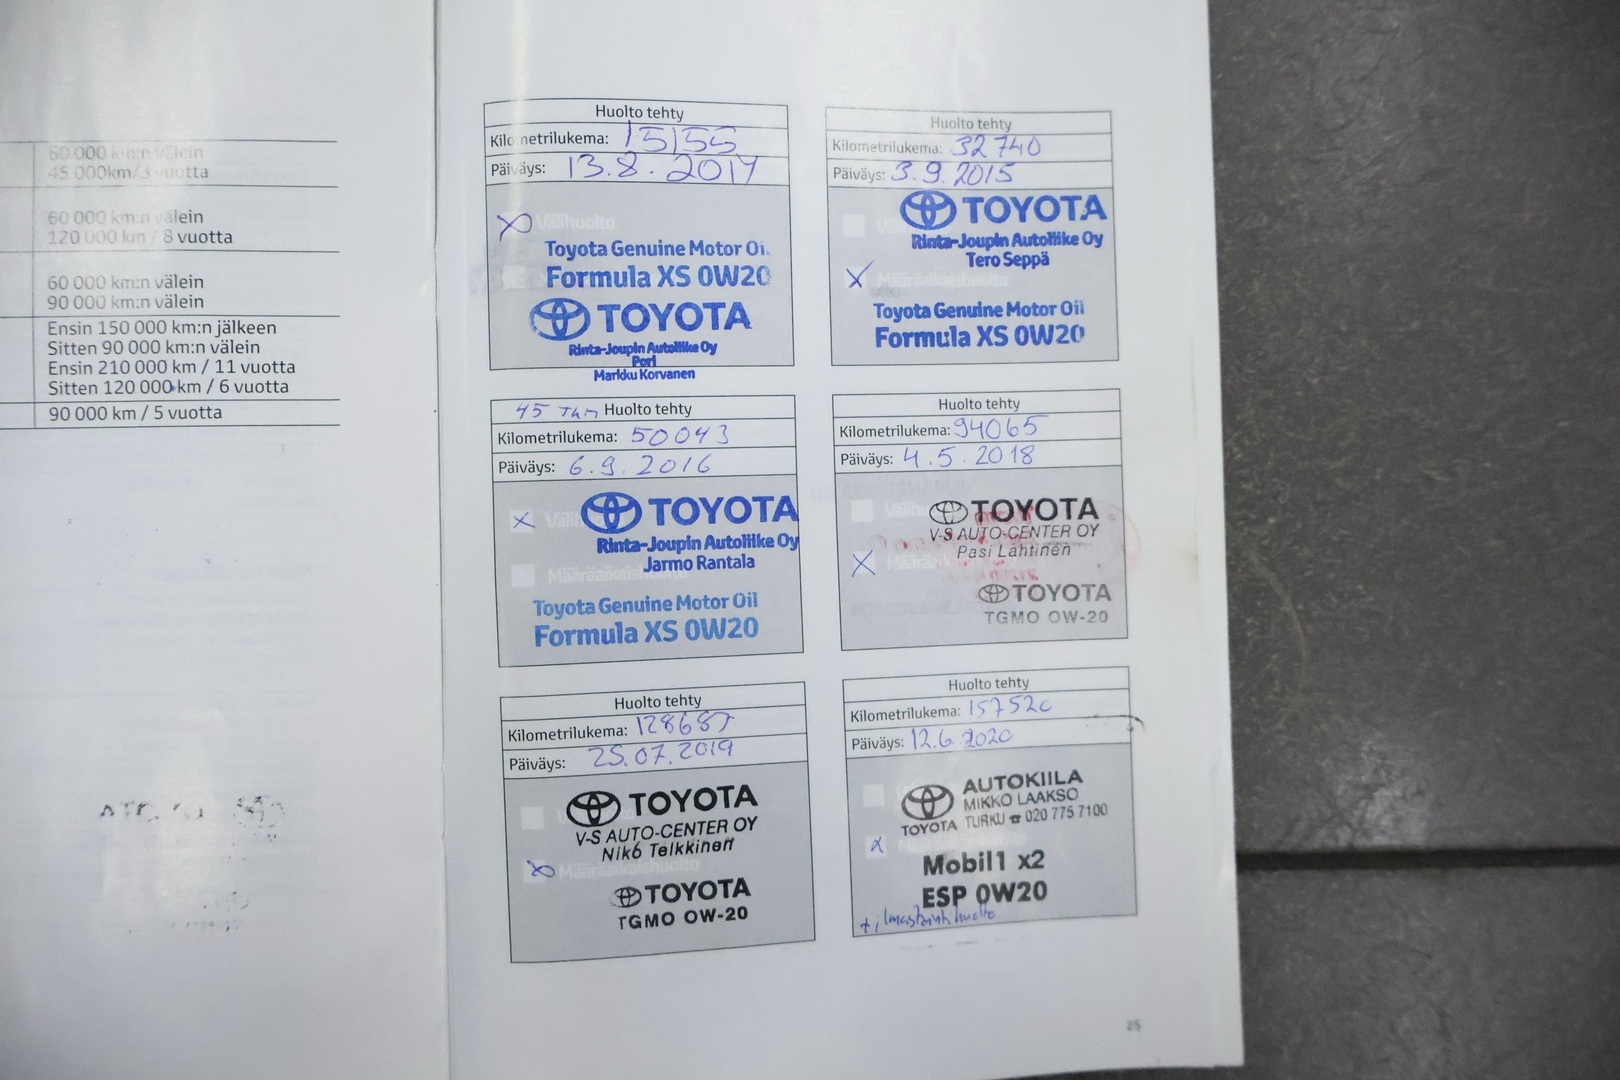 60 000 km:n välein
45 000km/3 vuotta
60 000 km:n välein
120 000 km / 8 vuotta
60 000 km:n välein
90 000 km:n välein
Ensin 150 000 km:n jälkeen
Sitten 90 000 km:n välein
Ensin 210 000 km / 11 vuotta
Sitten 120 000 km / 6 vuotta
90 000 km / 5 vuotta
Huolto tehty
Kilometrilukema: 15155
Päiväys: 13.8.2014
Välihuolto
Toyota Genuine Motor Oi
Formula XS 0W20
TOYOTA
Rinta-Joupin Autoliike Oy
Pori
Markku Korvanen
Huolto tehty
Kilometrilukema: 32740
Päiväys: 3.9.2015
TOYOTA
Rinta-Joupin Autoliike Oy
Tero Seppä
Määräaikaishuolto
Toyota Genuine Motor Oil
Formula XS 0W20
45 Tkm Huolto tehty
Kilometrilukema: 50043
Päiväys: 6.9.2016
TOYOTA
Rinta-Joupin Autoliike Oy
Jarmo Rantala
Määräaikaishuolto
Toyota Genuine Motor Oil
Formula XS 0W20
Huolto tehty
Kilometrilukema: 94065
Päiväys: 4.5.2018
TOYOTA
V-S AUTO-CENTER OY
Pasi Lahtinen
TOYOTA
TGMO 0W-20
Huolto tehty
Kilometrilukema: 128687
Päiväys: 25.07.2019
TOYOTA
V-S AUTO-CENTER OY
Niko Telkkinen
Määräaikaishuolto
TOYOTA
TGMO 0W-20
Huolto tehty
Kilometrilukema: 157520
Päiväys: 12.6.2020
AUTOKIILA
MIKKO LAAKSO
TOYOTA TURKU ☎ 020 775 7100
Mobil1 x2
ESP 0W20
+ ilmastointihuolto
25